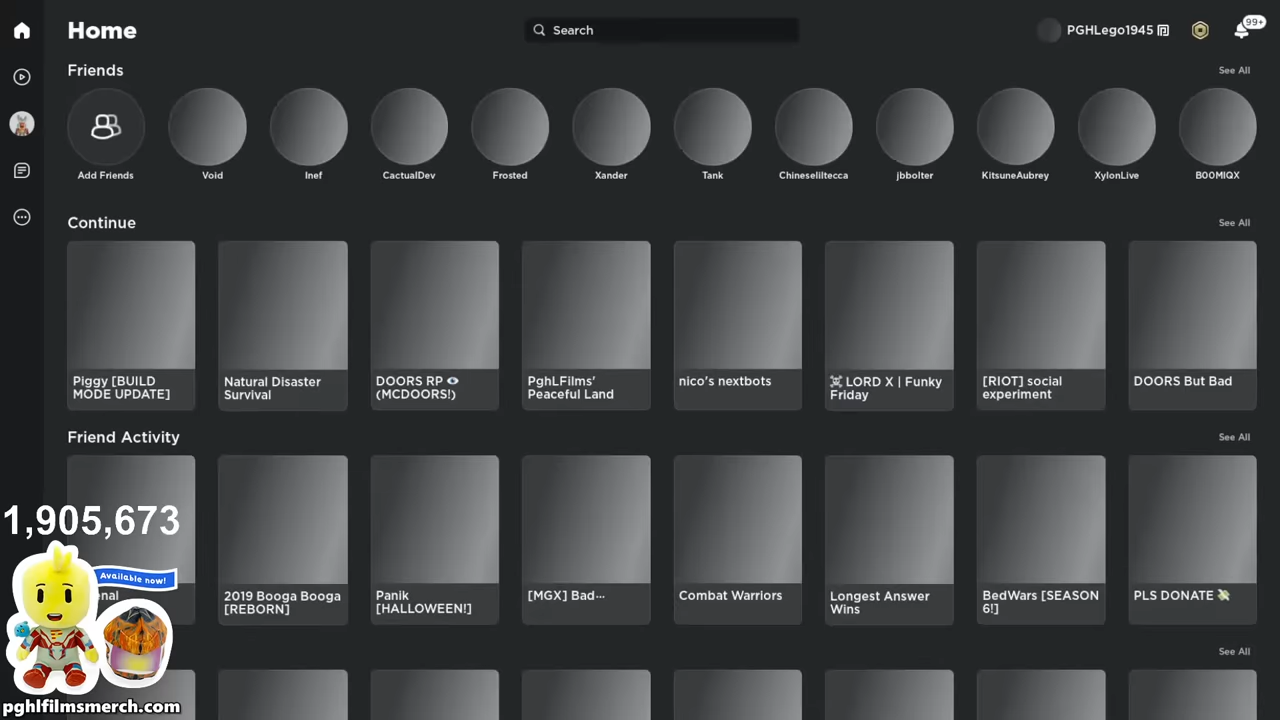 Home
Search
PGHLego1945
99+
Friends
See All
Add Friends
Void
Inef
CactualDev
Frosted
Xander
Tank
Chineseliltecca
jbbolter
KitsuneAubrey
XylonLive
B00MIQX
Continue
See All
Piggy [BUILD
MODE UPDATE]
Natural Disaster
Survival
DOORS RP 👁
(MCDOORS!)
PghLFilms'
Peaceful Land
nico's nextbots
☠ LORD X | Funky
Friday
[RIOT] social
experiment
DOORS But Bad
Friend Activity
See All
1,905,673
Available now!
enal
2019 Booga Booga
[REBORN]
Panik
[HALLOWEEN!]
[MGX] Bad...
Combat Warriors
Longest Answer
Wins
BedWars [SEASON
6!]
PLS DONATE 💸
See All
pghlfilmsmerch.com